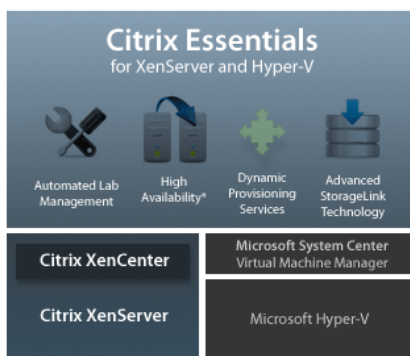 Citrix Essentials
for XenServer and Hyper-V
Automated Lab
Management
High
Availability*
Dynamic
Provisioning
Services
Advanced
StorageLink
Technology
Citrix XenCenter
Citrix XenServer
Microsoft System Center
Virtual Machine Manager
Microsoft Hyper-V